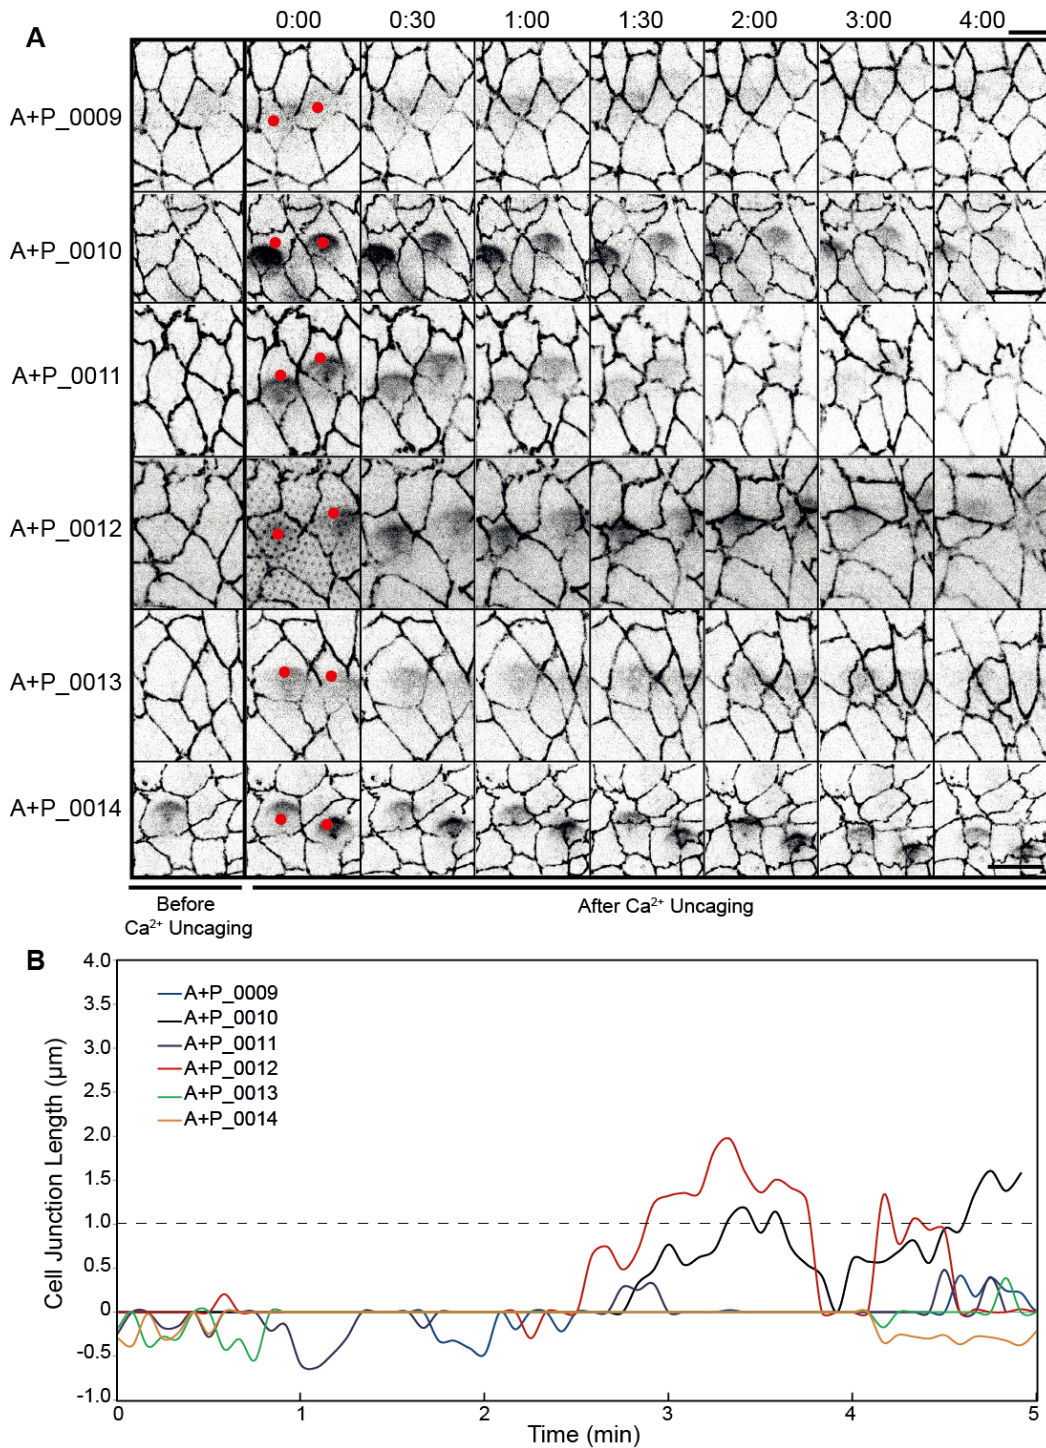 A
0:00 0:30 1:00 1:30 2:00 3:00 4:00
A+P_0009
A+P_0010
A+P_0011
A+P_0012
A+P_0013
A+P_0014
Before
Ca²⁺ Uncaging
After Ca²⁺ Uncaging
B
A+P_0009
A+P_0010
A+P_0011
A+P_0012
A+P_0013
A+P_0014
Cell Junction Length (µm)
4.0
3.5
3.0
2.5
2.0
1.5
1.0
0.5
0
-0.5
-1.0
0 1 2 3 4 5
Time (min)